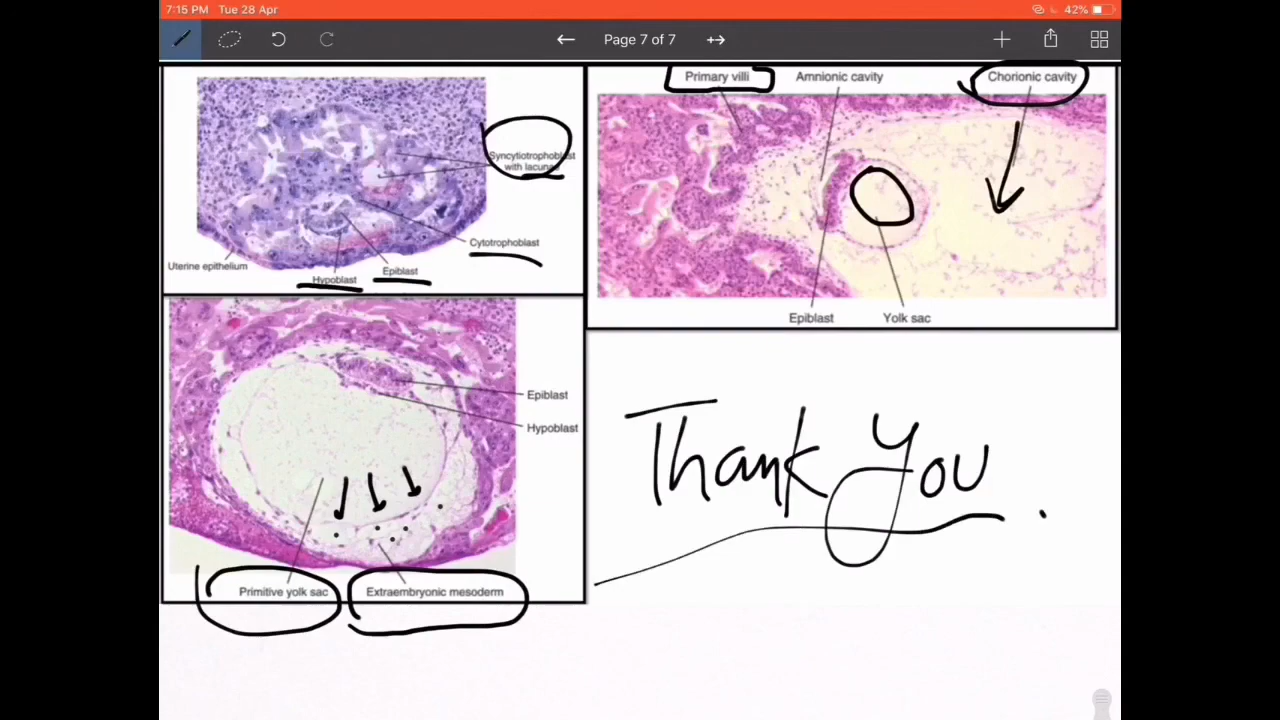 7:15 PM Tue 28 Apr
42%
Page 7 of 7
Syncytiotrophoblast
with lacunae
Cytotrophoblast
Uterine epithelium
Epiblast
Hypoblast
Primary villi
Amnionic cavity
Chorionic cavity
Epiblast
Yolk sac
Epiblast
Hypoblast
Primitive yolk sac
Extraembryonic mesoderm
Thank You.